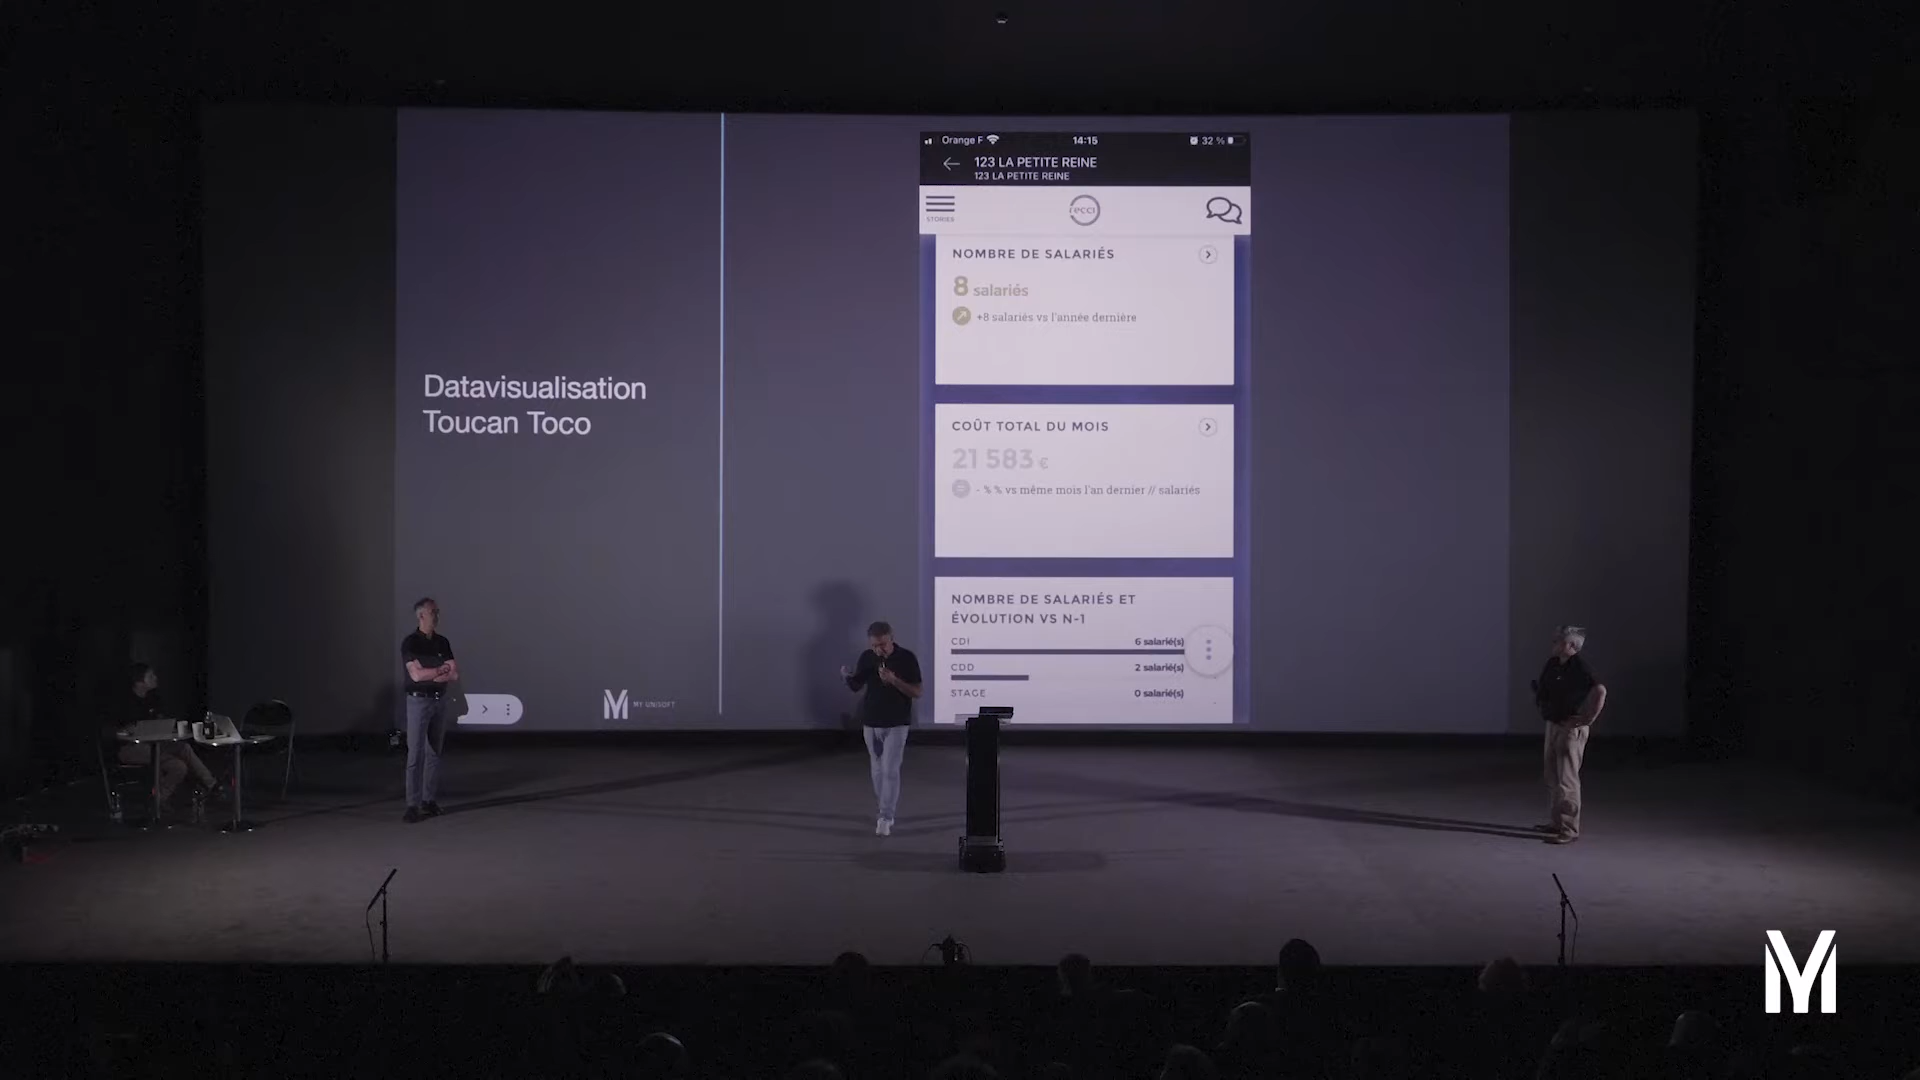 Datavisualisation
Toucan Toco
MY UNISOFT
Orange F 14:15 32 %
123 LA PETITE REINE
123 LA PETITE REINE
STORIES
recci
NOMBRE DE SALARIÉS
8 salariés
+8 salariés vs l'année dernière
COÛT TOTAL DU MOIS
21 583 €
- % % vs même mois l'an dernier // salariés
NOMBRE DE SALARIÉS ET
ÉVOLUTION VS N-1
CDI 6 salarié(s)
CDD 2 salarié(s)
STAGE 0 salarié(s)